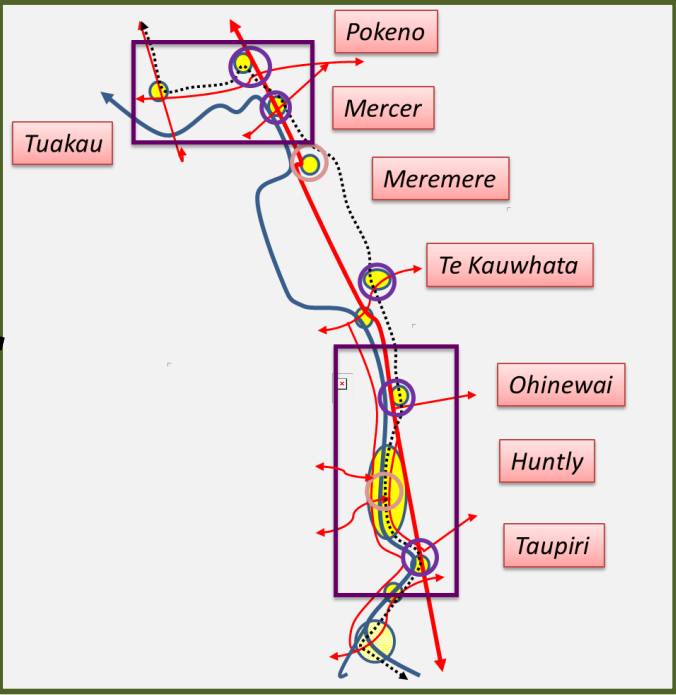 Pokeno
Mercer
Tuakau
Meremere
Te Kauwhata
Ohinewai
Huntly
Taupiri